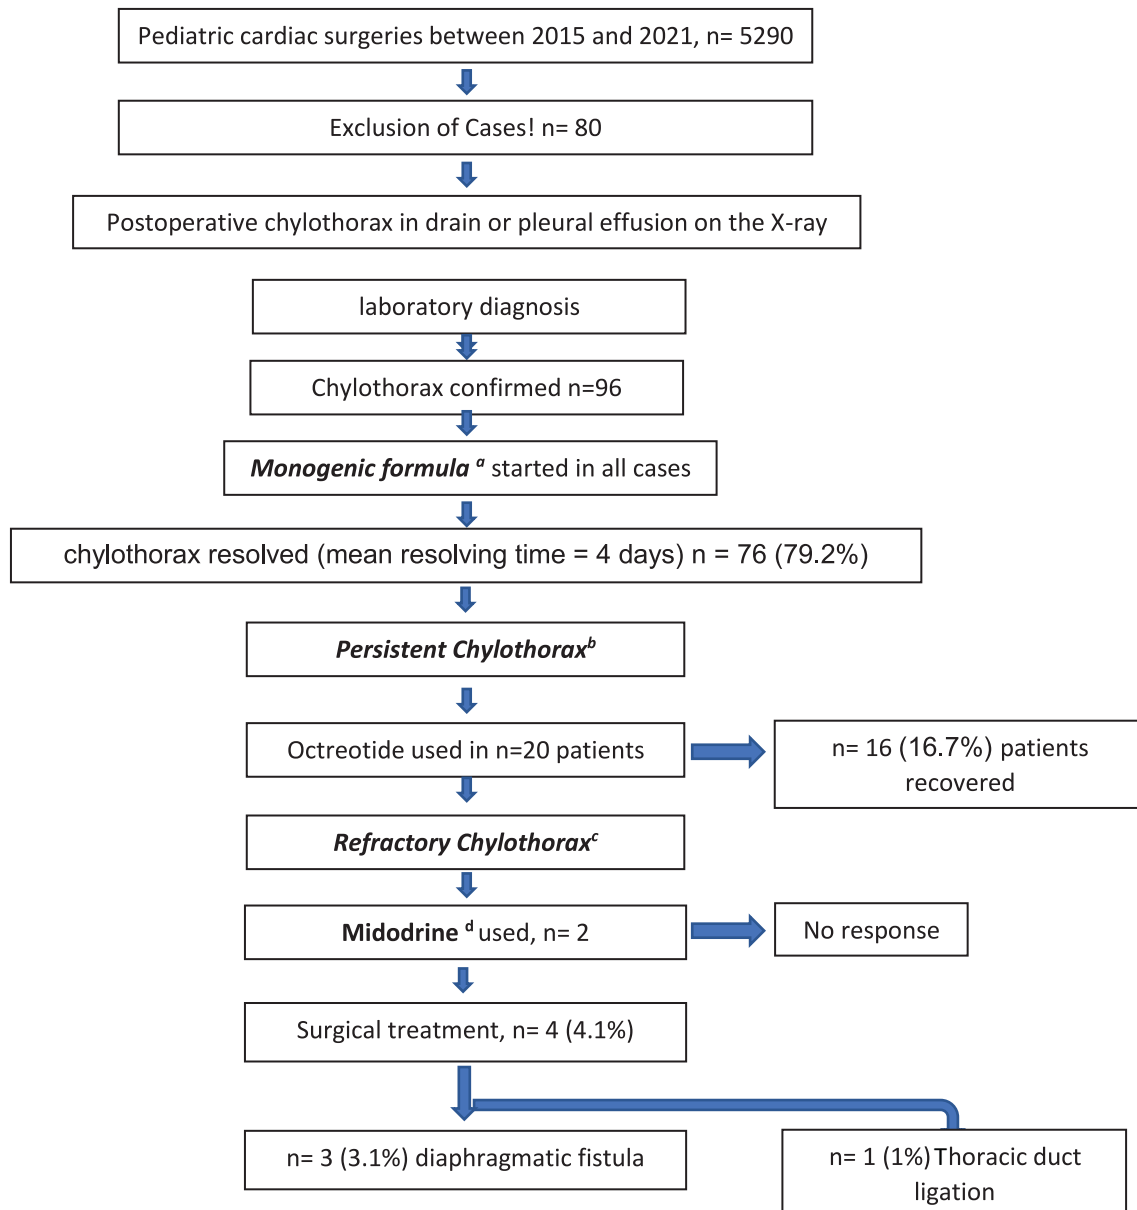 Pediatric cardiac surgeries between 2015 and 2021, n= 5290
Exclusion of Cases! n= 80
Postoperative chylothorax in drain or pleural effusion on the X-ray
laboratory diagnosis
Chylothorax confirmed n=96
Monogenic formula a started in all cases
chylothorax resolved (mean resolving time = 4 days) n = 76 (79.2%)
Persistent Chylothorax b
Octreotide used in n=20 patients
n= 16 (16.7%) patients
recovered
Refractory Chylothorax c
Midodrine d used, n= 2
No response
Surgical treatment, n= 4 (4.1%)
n= 3 (3.1%) diaphragmatic fistula
n= 1 (1%) Thoracic duct
ligation